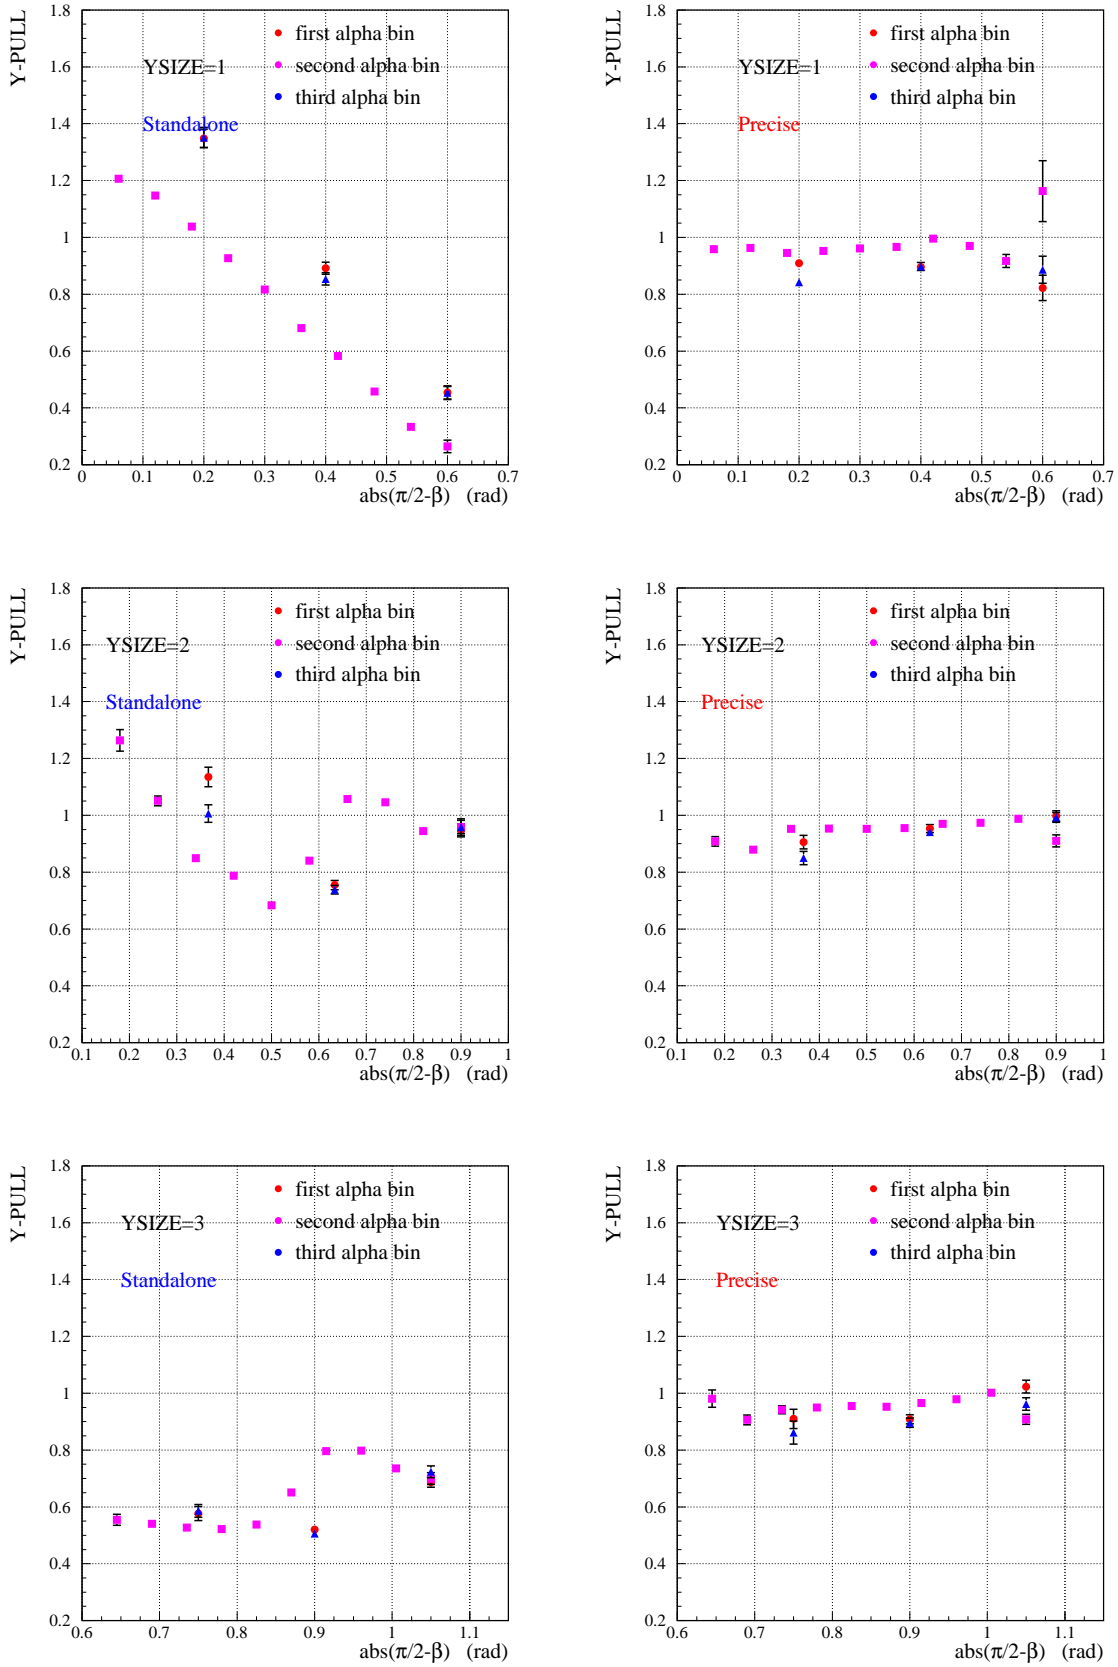 Y-PULL
1.8
1.6
1.4
1.2
1
0.8
0.6
0.4
0.2
first alpha bin
second alpha bin
third alpha bin
YSIZE=1
Standalone
0 0.1 0.2 0.3 0.4 0.5 0.6 0.7
abs(π/2-β) (rad)
Y-PULL
1.8
1.6
1.4
1.2
1
0.8
0.6
0.4
0.2
first alpha bin
second alpha bin
third alpha bin
YSIZE=1
Precise
0 0.1 0.2 0.3 0.4 0.5 0.6 0.7
abs(π/2-β) (rad)
Y-PULL
1.8
1.6
1.4
1.2
1
0.8
0.6
0.4
0.2
first alpha bin
second alpha bin
third alpha bin
YSIZE=2
Standalone
0.1 0.2 0.3 0.4 0.5 0.6 0.7 0.8 0.9 1
abs(π/2-β) (rad)
Y-PULL
1.8
1.6
1.4
1.2
1
0.8
0.6
0.4
0.2
first alpha bin
second alpha bin
third alpha bin
YSIZE=2
Precise
0.1 0.2 0.3 0.4 0.5 0.6 0.7 0.8 0.9 1
abs(π/2-β) (rad)
Y-PULL
1.8
1.6
1.4
1.2
1
0.8
0.6
0.4
0.2
first alpha bin
second alpha bin
third alpha bin
YSIZE=3
Standalone
0.6 0.7 0.8 0.9 1 1.1
abs(π/2-β) (rad)
Y-PULL
1.8
1.6
1.4
1.2
1
0.8
0.6
0.4
0.2
first alpha bin
second alpha bin
third alpha bin
YSIZE=3
Precise
0.6 0.7 0.8 0.9 1 1.1
abs(π/2-β) (rad)